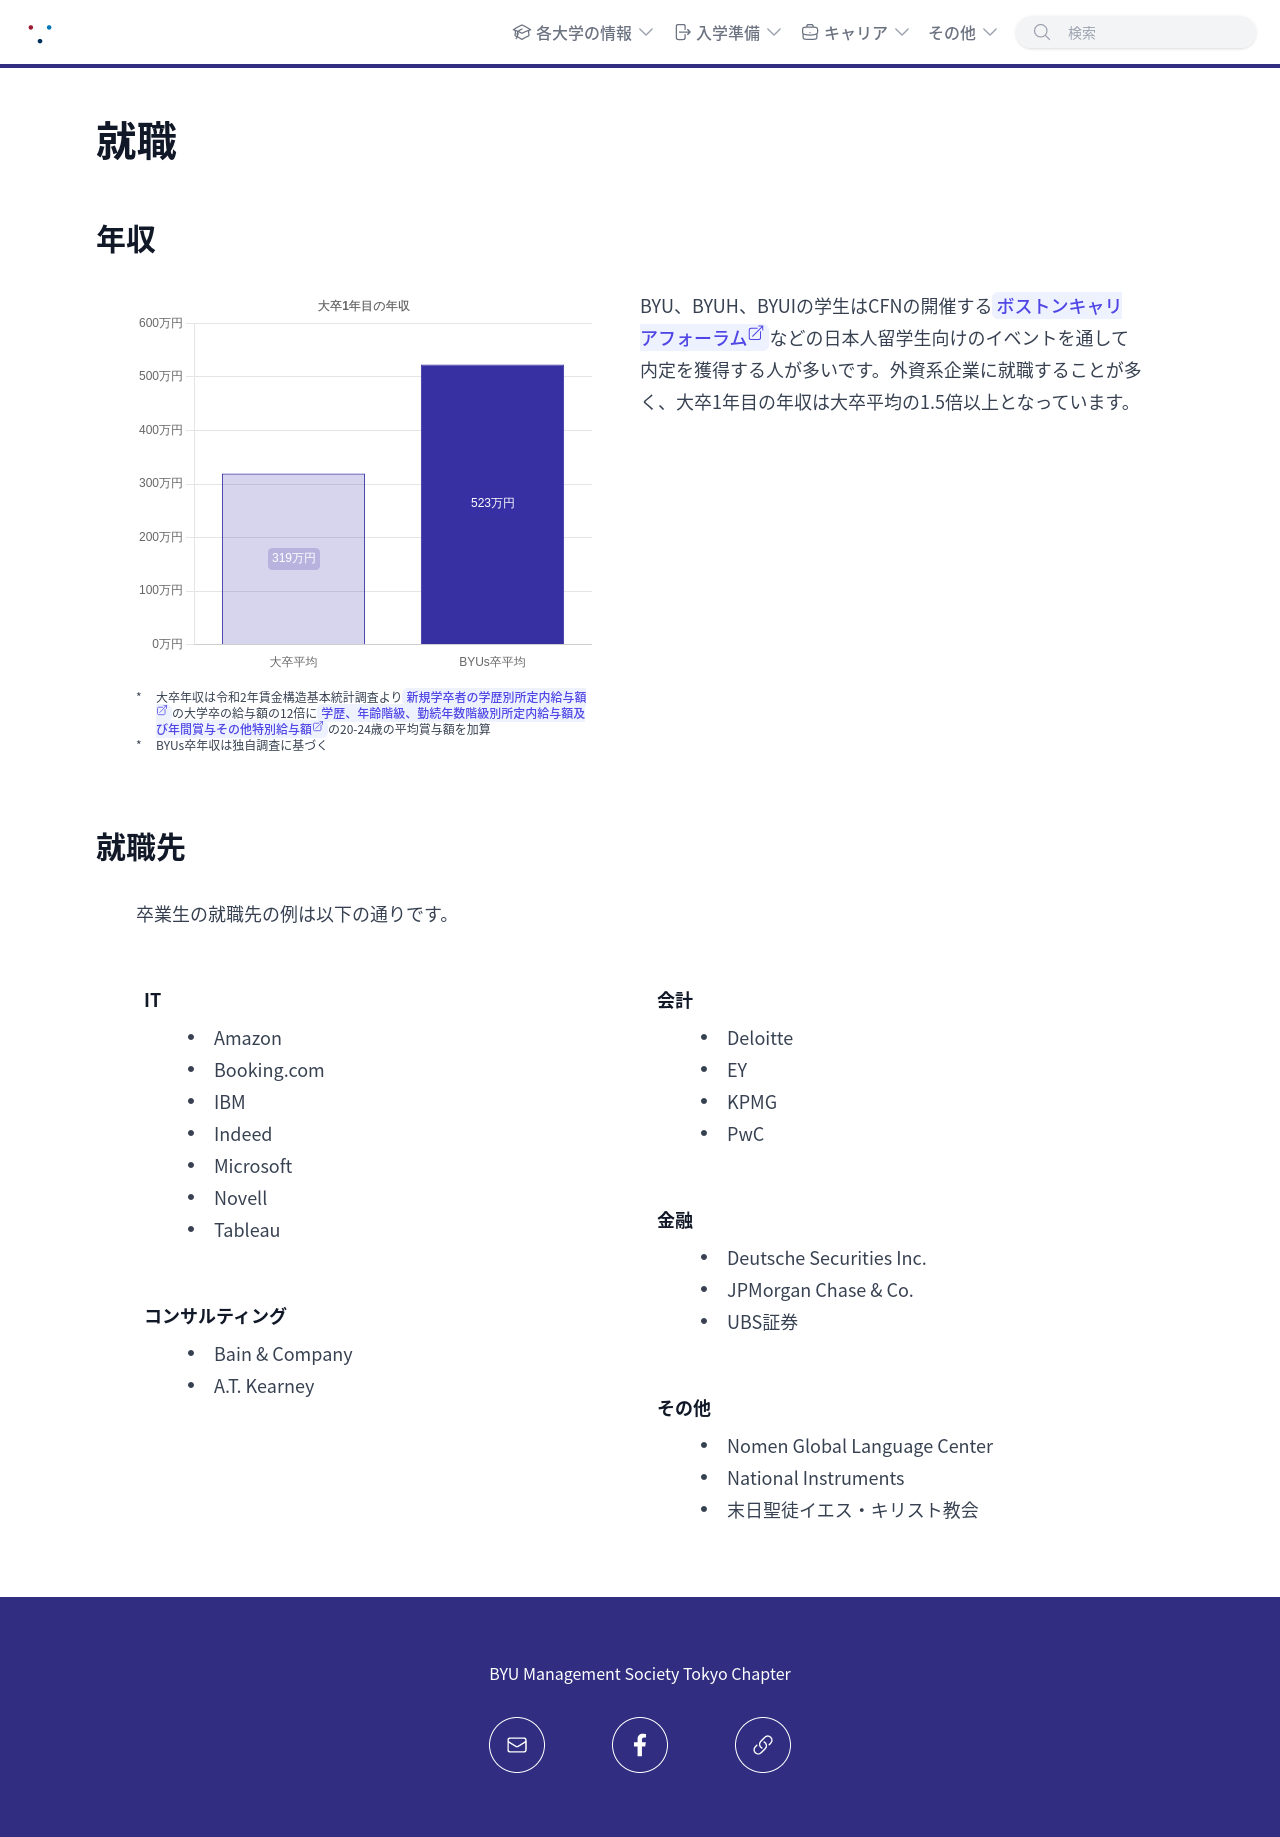 各大学の情報 入学準備 キャリア その他 検索
就職
年収
大卒1年目の年収
600万円
500万円
400万円
300万円
200万円
100万円
0万円
319万円
523万円
大卒平均 BYUs卒平均
* 大卒年収は令和2年賃金構造基本統計調査より 新規学卒者の学歴別所定内給与額
の大学卒の給与額の12倍に 学歴、年齢階級、勤続年数階級別所定内給与額及
び年間賞与その他特別給与額 の20-24歳の平均賞与額を加算
* BYUs卒年収は独自調査に基づく
BYU、BYUH、BYUIの学生はCFNの開催する ボストンキャリ
アフォーラム などの日本人留学生向けのイベントを通して
内定を獲得する人が多いです。外資系企業に就職することが多
く、大卒1年目の年収は大卒平均の1.5倍以上となっています。
就職先
卒業生の就職先の例は以下の通りです。
IT
• Amazon
• Booking.com
• IBM
• Indeed
• Microsoft
• Novell
• Tableau
コンサルティング
• Bain & Company
• A.T. Kearney
会計
• Deloitte
• EY
• KPMG
• PwC
金融
• Deutsche Securities Inc.
• JPMorgan Chase & Co.
• UBS証券
その他
• Nomen Global Language Center
• National Instruments
• 末日聖徒イエス・キリスト教会
BYU Management Society Tokyo Chapter